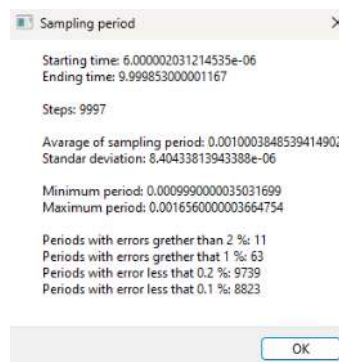 Sampling period
Starting time: 6.000002031214535e-06
Ending time: 9.999853000001167
Steps: 9997
Avarage of sampling period: 0.0010003848539414902
Standar deviation: 8.40433813943388e-06
Minimum period: 0.0009990000035031699
Maximum period: 0.0016560000003664754
Periods with errors grether than 2 %: 11
Periods with errors grether that 1 %: 63
Periods with error less that 0.2 %: 9739
Periods with error less that 0.1 %: 8823
OK